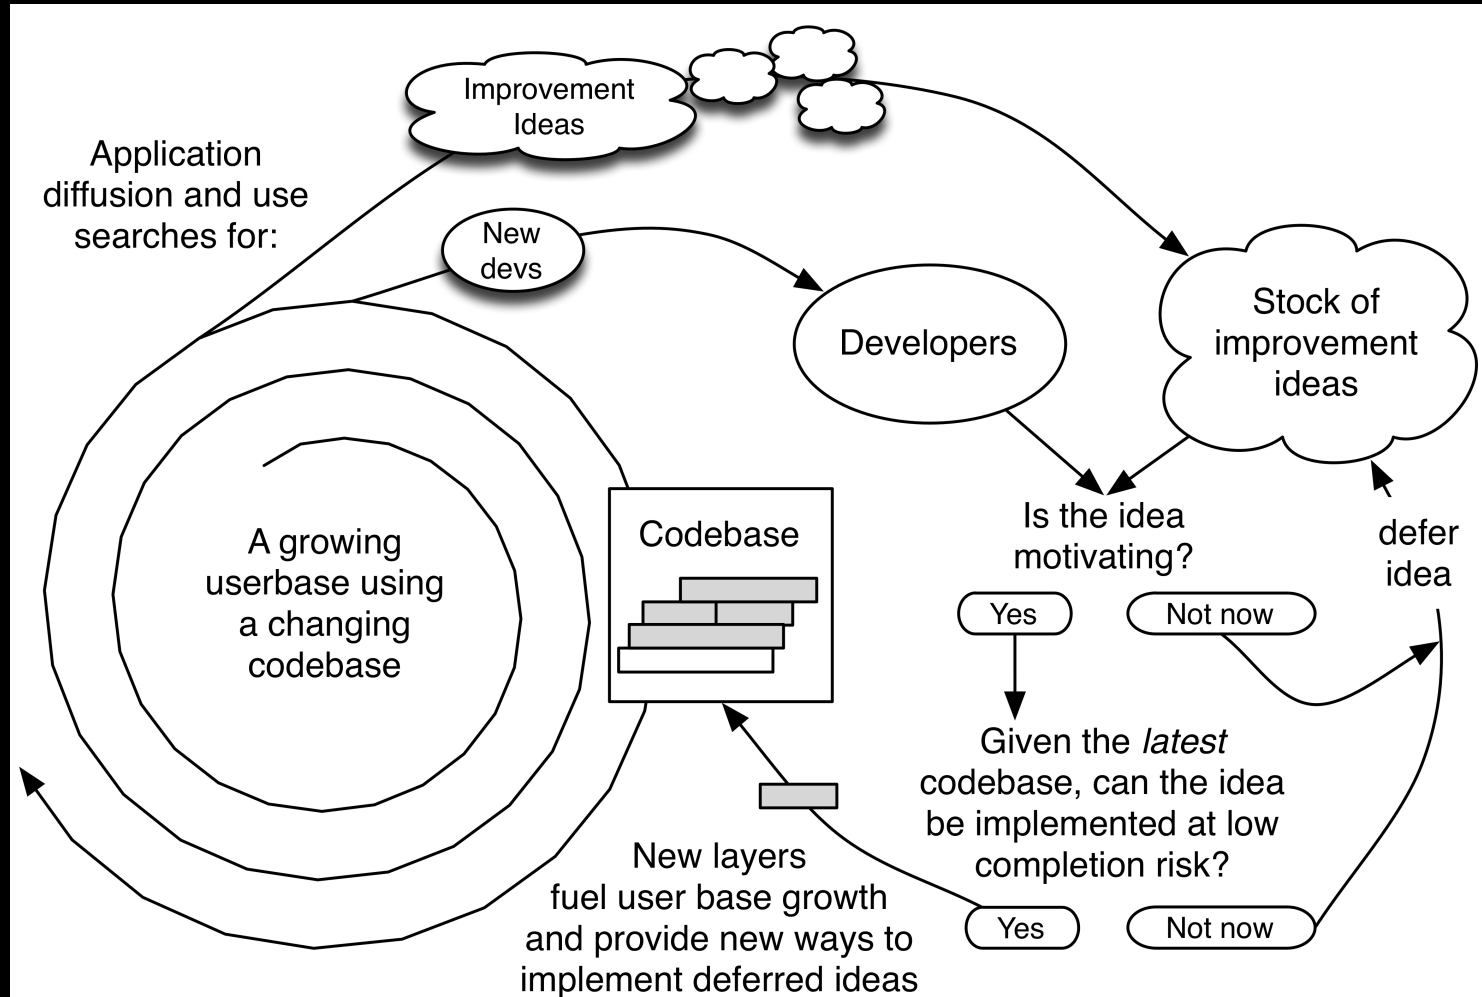 Improvement
Ideas
Application
diffusion and use
searches for:
New
devs
Developers
Stock of
improvement
ideas
Is the idea
motivating?
defer
idea
Yes
Not now
Codebase
A growing
userbase using
a changing
codebase
Given the latest
codebase, can the idea
be implemented at low
completion risk?
Yes
Not now
New layers
fuel user base growth
and provide new ways to
implement deferred ideas